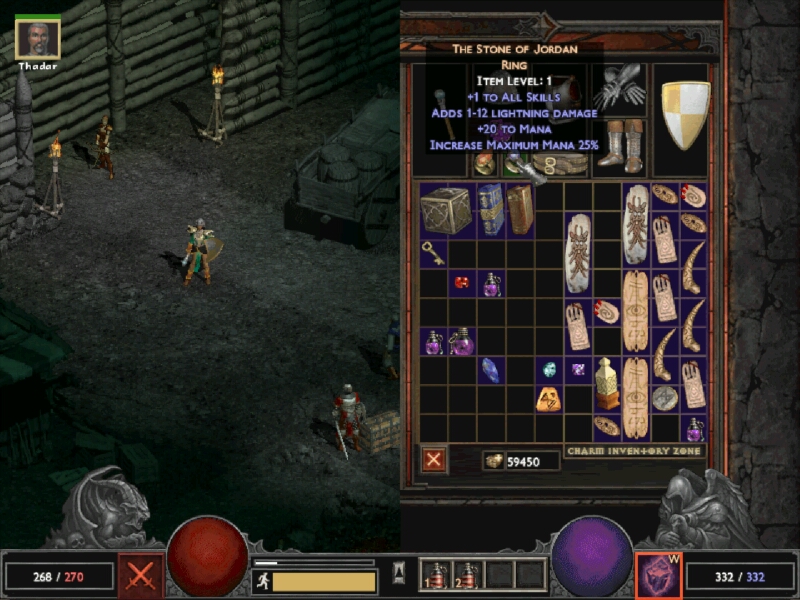 Thadar
THE STONE OF JORDAN
RING
ITEM LEVEL: 1
+1 TO ALL SKILLS
ADDS 1-12 LIGHTNING DAMAGE
+20 TO MANA
INCREASE MAXIMUM MANA 25%
59450
CHARM INVENTORY ZONE
268 / 270
1
2
W
332 / 332